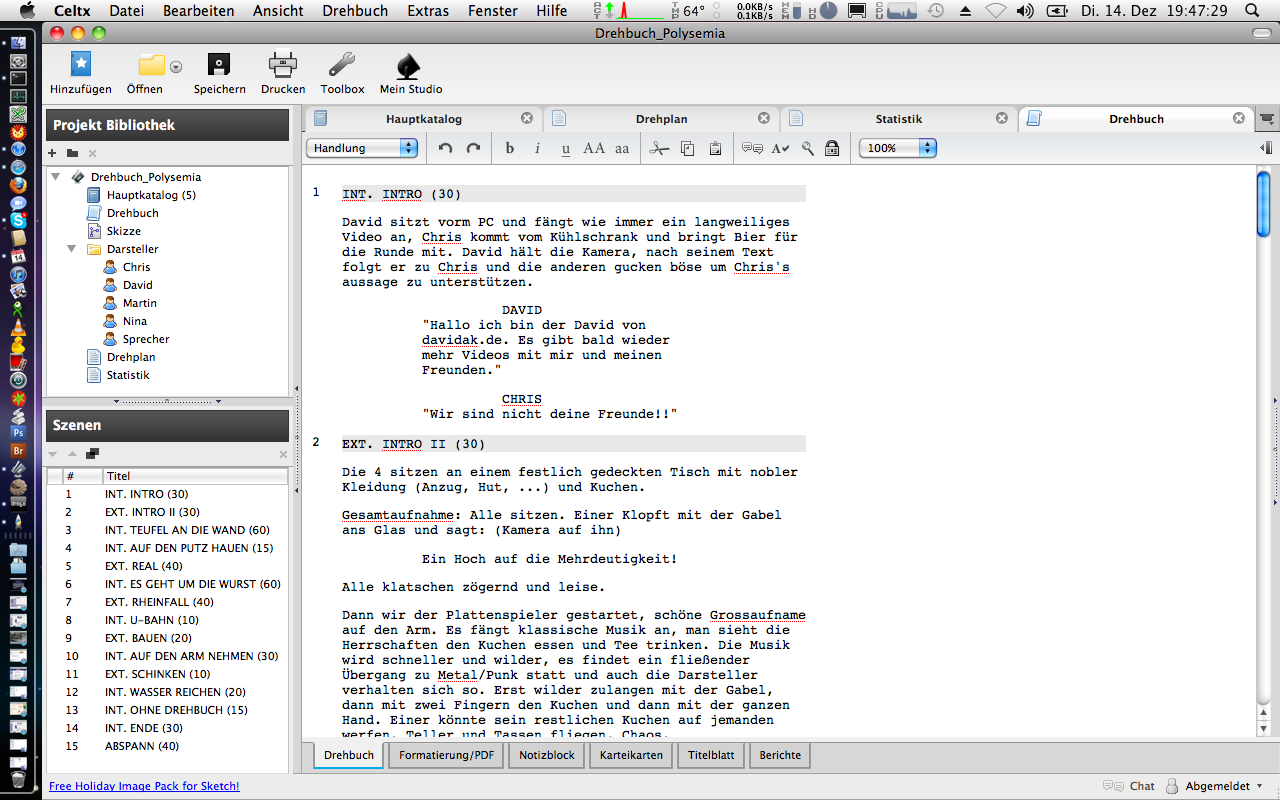 Celtx Datei Bearbeiten Ansicht Drehbuch Extras Fenster Hilfe 64° 0.0KB/s 0.1KB/s Di. 14. Dez 19:47:29
Drehbuch_Polysemia
Hinzufügen Öffnen Speichern Drucken Toolbox Mein Studio
Projekt Bibliothek
Drehbuch_Polysemia
Hauptkatalog (5)
Drehbuch
Skizze
Darsteller
Chris
David
Martin
Nina
Sprecher
Drehplan
Statistik
Szenen
# Titel
1 INT. INTRO (30)
2 EXT. INTRO II (30)
3 INT. TEUFEL AN DIE WAND (60)
4 INT. AUF DEN PUTZ HAUEN (15)
5 EXT. REAL (40)
6 INT. ES GEHT UM DIE WURST (60)
7 EXT. RHEINFALL (40)
8 INT. U-BAHN (10)
9 EXT. BAUEN (20)
10 INT. AUF DEN ARM NEHMEN (30)
11 EXT. SCHINKEN (10)
12 INT. WASSER REICHEN (20)
13 INT. OHNE DREHBUCH (15)
14 INT. ENDE (30)
15 ABSPANN (40)
Hauptkatalog Drehplan Statistik Drehbuch
Handlung b i u AA aa A 100%
1 INT. INTRO (30)
David sitzt vorm PC und fängt wie immer ein langweiliges
Video an, Chris kommt vom Kühlschrank und bringt Bier für
die Runde mit. David hält die Kamera, nach seinem Text
folgt er zu Chris und die anderen gucken böse um Chris's
aussage zu unterstützen.
DAVID
"Hallo ich bin der David von
davidak.de. Es gibt bald wieder
mehr Videos mit mir und meinen
Freunden."
CHRIS
"Wir sind nicht deine Freunde!!"
2 EXT. INTRO II (30)
Die 4 sitzen an einem festlich gedeckten Tisch mit nobler
Kleidung (Anzug, Hut, ...) und Kuchen.
Gesamtaufnahme: Alle sitzen. Einer Klopft mit der Gabel
ans Glas und sagt: (Kamera auf ihn)
Ein Hoch auf die Mehrdeutigkeit!
Alle klatschen zögernd und leise.
Dann wir der Plattenspieler gestartet, schöne Grossaufname
auf den Arm. Es fängt klassische Musik an, man sieht die
Herrschaften den Kuchen essen und Tee trinken. Die Musik
wird schneller und wilder, es findet ein fließender
Übergang zu Metal/Punk statt und auch die Darsteller
verhalten sich so. Erst wilder zulangen mit der Gabel,
dann mit zwei Fingern den Kuchen und dann mit der ganzen
Hand. Einer könnte sein restlichen Kuchen auf jemanden
werfen. Teller und Tassen fliegen. Chaos.
Drehbuch Formatierung/PDF Notizblock Karteikarten Titelblatt Berichte
Free Holiday Image Pack for Sketch! Chat Abgemeldet